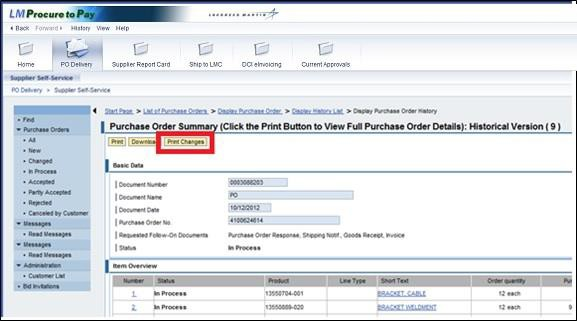 LM Procure to Pay
LOCKHEED MARTIN
Back Forward History View Help
Home PO Delivery Supplier Report Card Ship to LMC OCI eInvoicing Current Approvals
Supplier Self-Service
PO Delivery > Supplier Self-Service
Start Page > List of Purchase Orders > Display Purchase Order > Display History List > Display Purchase Order History
Purchase Order Summary (Click the Print Button to View Full Purchase Order Details): Historical Version ( 9 )
Print Download Print Changes
Find
Purchase Orders
All
New
Changed
In Process
Accepted
Partly Accepted
Rejected
Canceled by Customer
Messages
Read Messages
Messages
Read Messages
Administration
Customer List
Bid Invitations
Basic Data
Document Number 0003088203
Document Name PO
Document Date 10/12/2012
Purchase Order No. 4100624614
Requested Follow-On Documents Purchase Order Response, Shipping Notif., Goods Receipt, Invoice
Status In Process
Item Overview
Number Status Product Line Type Short Text Order quantity Pu
1 In Process 13550704-001 BRACKET, CABLE 12 each
2 In Process 13550889-020 BRACKET WELDMENT 12 each 9